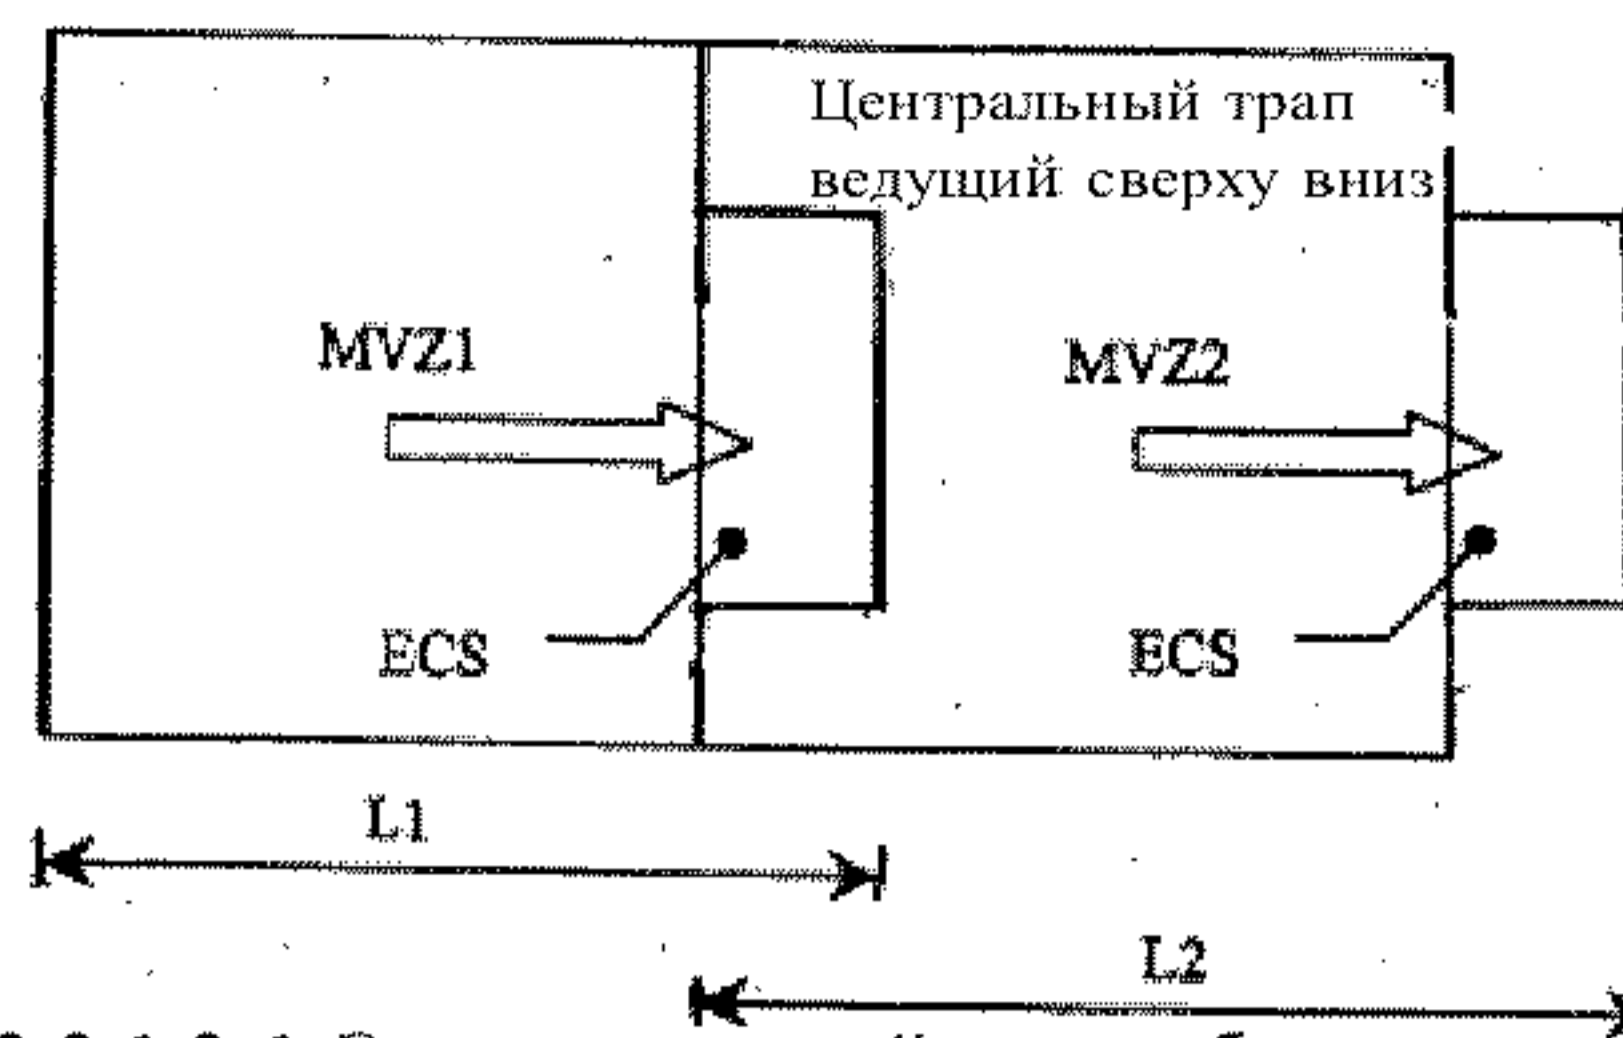 Центральный трап
ведущий сверху вниз
MVZ1
MVZ2
ECS
ECS
L1
L2